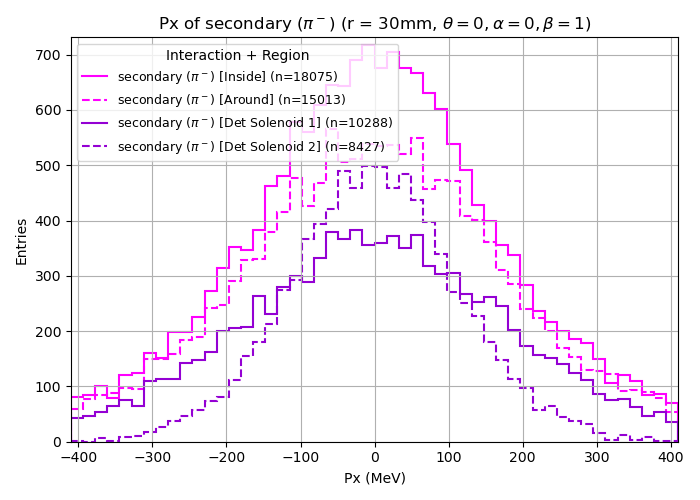 Px of secondary (π⁻) (r = 30mm, θ = 0, α = 0, β = 1)
Interaction + Region
secondary (π⁻) [Inside] (n=18075)
secondary (π⁻) [Around] (n=15013)
secondary (π⁻) [Det Solenoid 1] (n=10288)
secondary (π⁻) [Det Solenoid 2] (n=8427)
Entries
700
600
500
400
300
200
100
0
−400 −300 −200 −100 0 100 200 300 400
Px (MeV)